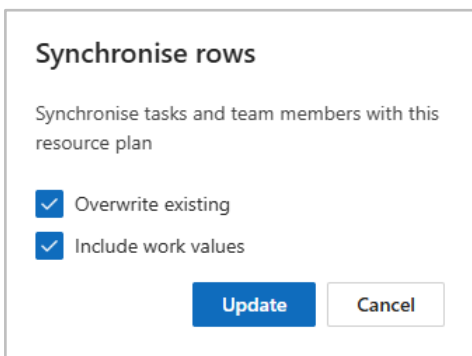 Synchronise rows
Synchronise tasks and team members with this
resource plan
Overwrite existing
Include work values
Update Cancel